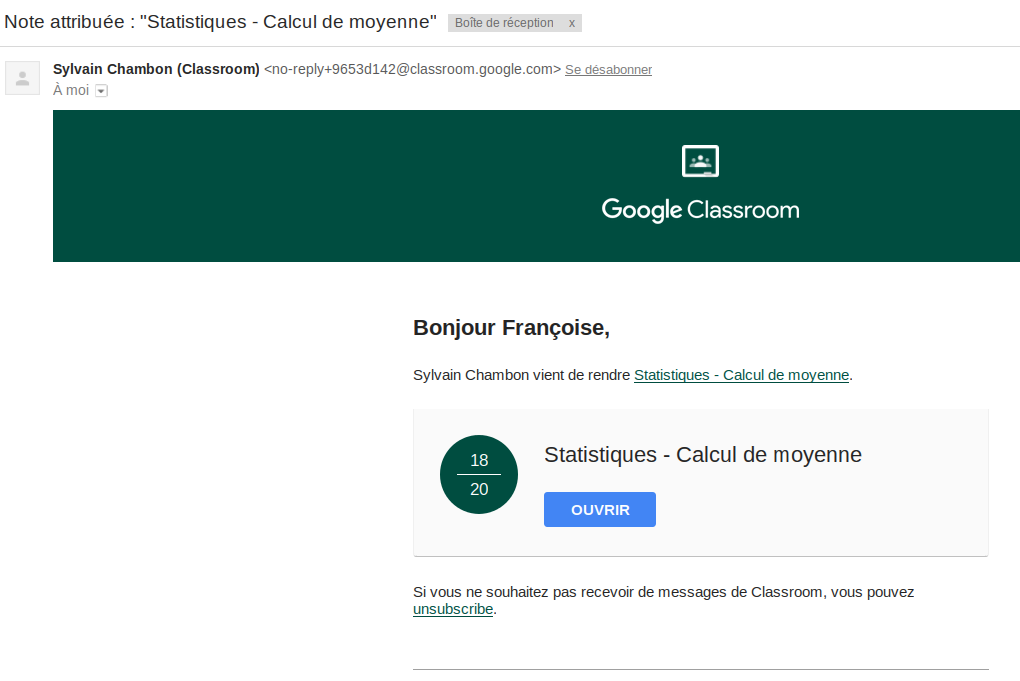 Note attribuée : "Statistiques - Calcul de moyenne" Boîte de réception x
Sylvain Chambon (Classroom) <no-reply+9653d142@classroom.google.com> Se désabonner
À moi
Google Classroom
Bonjour Françoise,
Sylvain Chambon vient de rendre Statistiques - Calcul de moyenne.
18
20
Statistiques - Calcul de moyenne
OUVRIR
Si vous ne souhaitez pas recevoir de messages de Classroom, vous pouvez
unsubscribe.